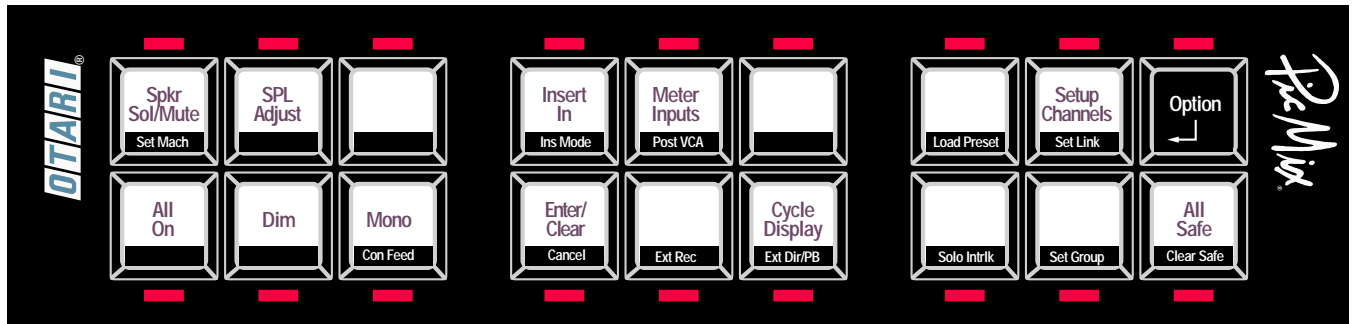 OTARI®
Spkr
Sol/Mute
Set Mach
SPL
Adjust
Insert
In
Ins Mode
Meter
Inputs
Post VCA
Load Preset
Setup
Channels
Set Link
Option
PicMix®
All
On
Dim
Mono
Con Feed
Enter/
Clear
Cancel
Ext Rec
Cycle
Display
Ext Dir/PB
Solo Intrlk
Set Group
All
Safe
Clear Safe